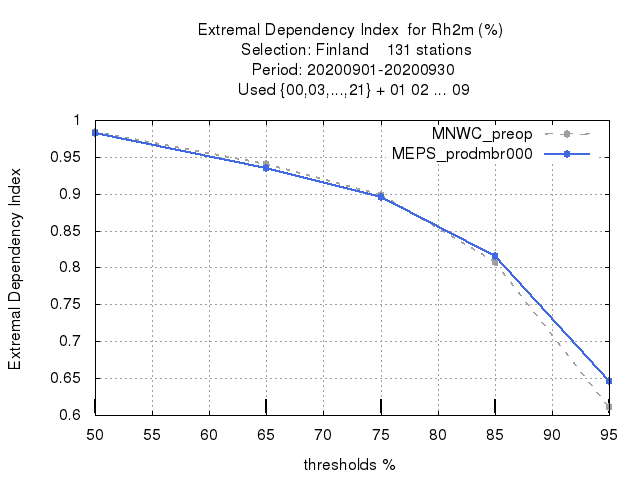 Extremal Dependency Index for Rh2m (%)
Selection: Finland 131 stations
Period: 20200901-20200930
Used {00,03,...,21} + 01 02 ... 09
1
0.95
0.9
0.85
0.8
0.75
0.7
0.65
0.6
Extremal Dependency Index
MNWC_preop
MEPS_prodmbr000
50 55 60 65 70 75 80 85 90 95
thresholds %